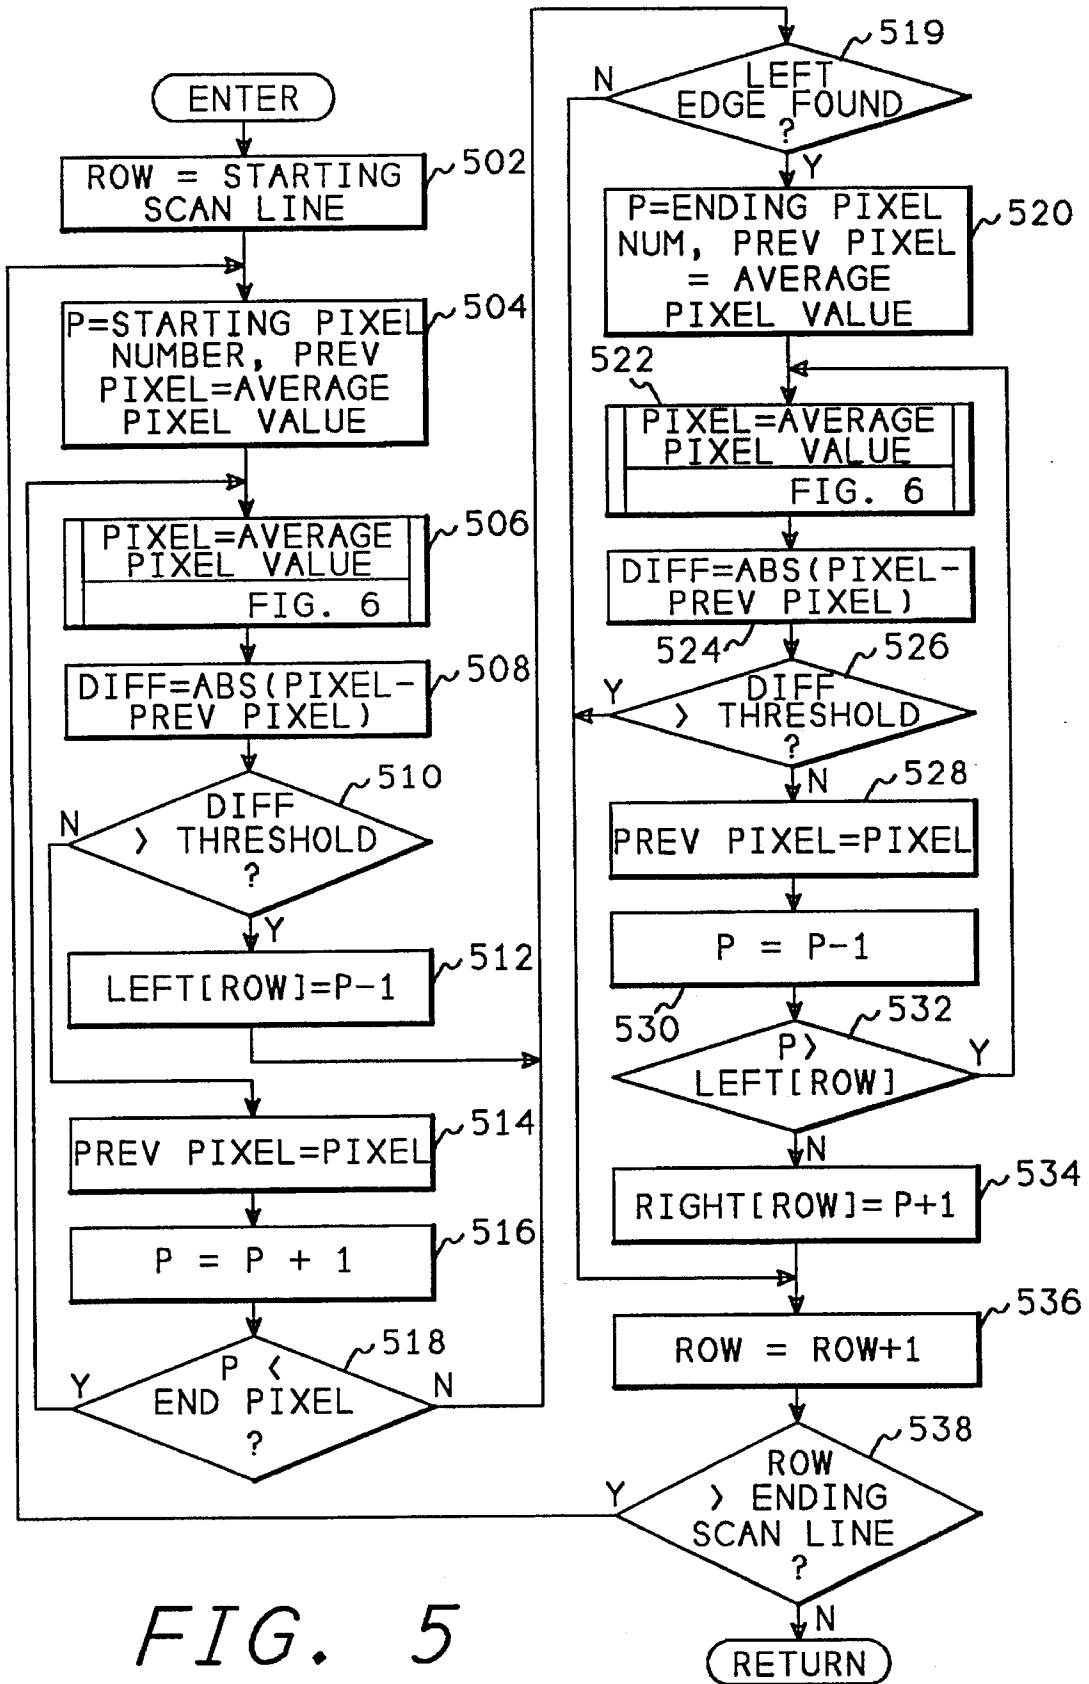 ENTER
ROW = STARTING
SCAN LINE
502
P=STARTING PIXEL
NUMBER, PREV
PIXEL=AVERAGE
PIXEL VALUE
504
PIXEL=AVERAGE
PIXEL VALUE
FIG. 6
506
DIFF=ABS(PIXEL-
PREV PIXEL)
508
DIFF
> THRESHOLD
?
510
N
Y
LEFT[ROW]=P-1
512
PREV PIXEL=PIXEL
514
P = P + 1
516
P <
END PIXEL
?
518
Y
N
LEFT
EDGE FOUND
?
519
N
Y
P=ENDING PIXEL
NUM, PREV PIXEL
= AVERAGE
PIXEL VALUE
520
522
PIXEL=AVERAGE
PIXEL VALUE
FIG. 6
DIFF=ABS(PIXEL-
PREV PIXEL)
524
DIFF
> THRESHOLD
?
526
Y
N
528
PREV PIXEL=PIXEL
P = P-1
530
P>
LEFT[ROW]
532
Y
N
RIGHT[ROW]=P+1
534
ROW = ROW+1
536
ROW
> ENDING
SCAN LINE
?
538
Y
N
RETURN
FIG. 5